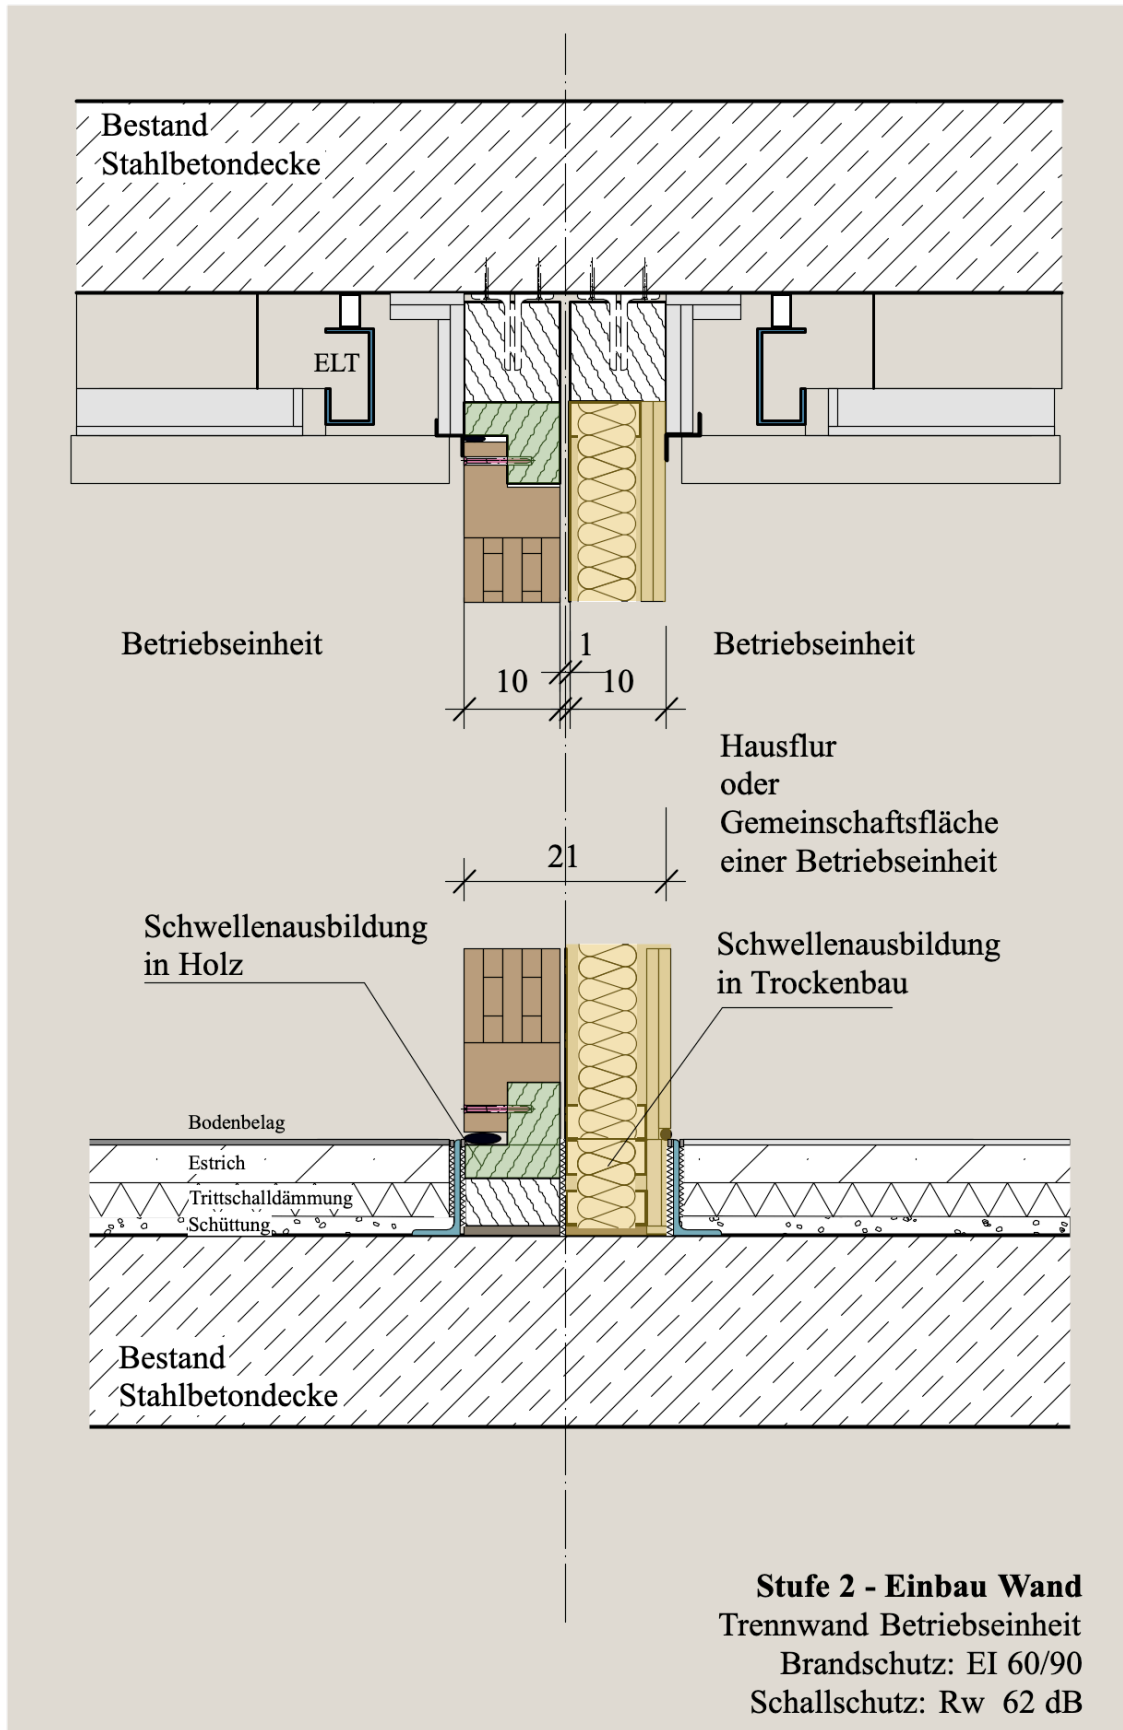 Bestand
Stahlbetondecke
ELT
Betriebseinheit
Betriebseinheit
1
10
10
Hausflur
oder
Gemeinschaftsfläche
einer Betriebseinheit
21
Schwellenausbildung
in Holz
Schwellenausbildung
in Trockenbau
Bodenbelag
Estrich
Trittschalldämmung
Schüttung
Bestand
Stahlbetondecke
Stufe 2 - Einbau Wand
Trennwand Betriebseinheit
Brandschutz: EI 60/90
Schallschutz: Rw 62 dB